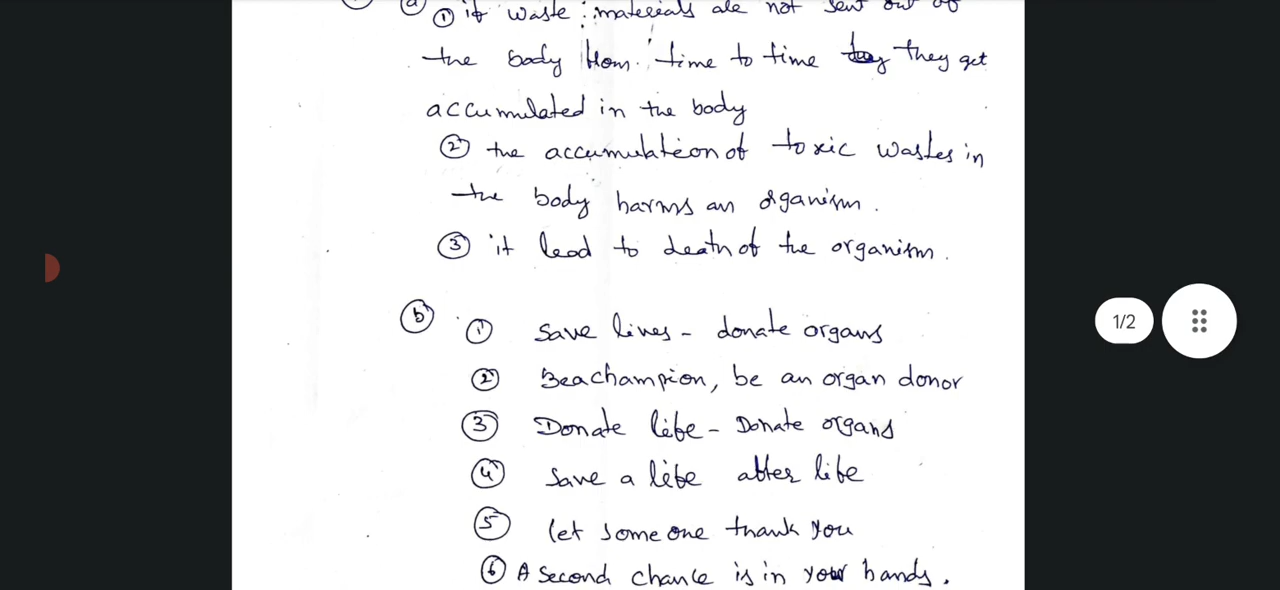 (a) ① if waste materials are not sent out of
the body from time to time they get
accumulated in the body
② the accumulation of toxic wastes in
the body harms an organism.
③ it lead to death of the organism.
(b) ① Save lives - donate organs
② Be a champion, be an organ donor
③ Donate life - Donate organs
④ Save a life after life
⑤ let someone thank you
⑥ A second chance is in your hands.
1/2